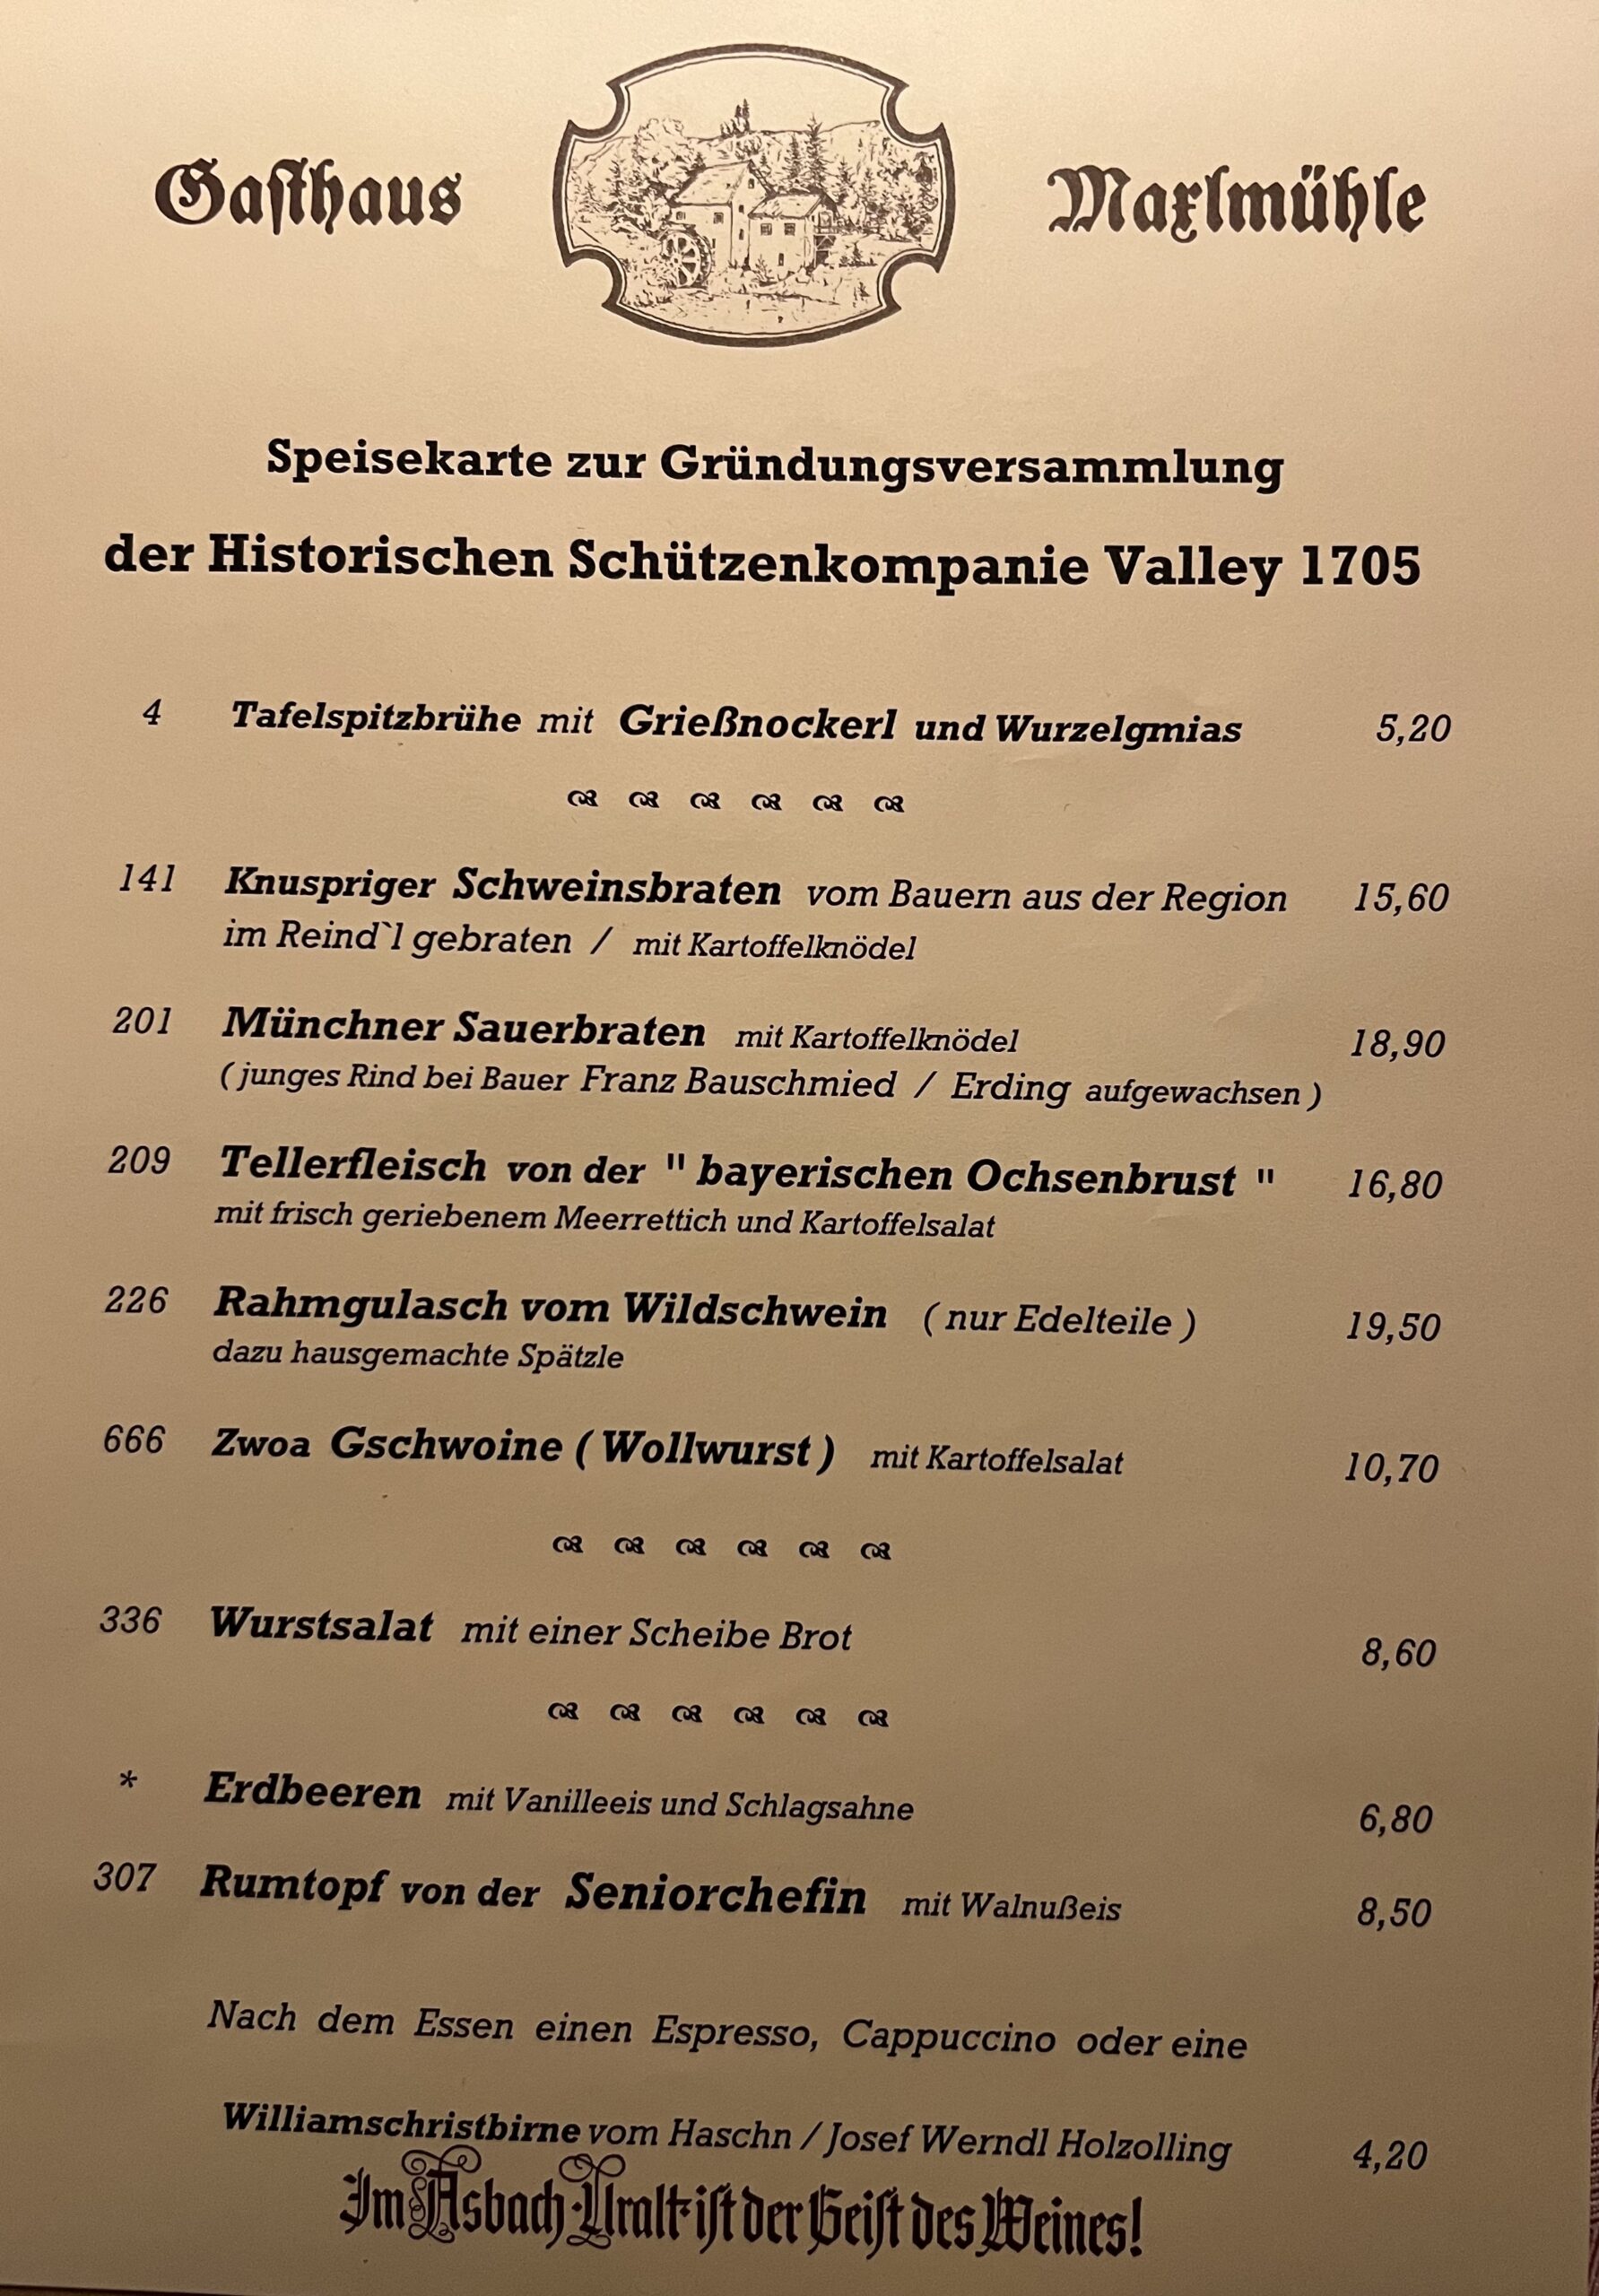 Gasthaus Maxlmühle
Speisekarte zur Gründungsversammlung
der Historischen Schützenkompanie Valley 1705
4 Tafelspitzbrühe mit Grießnockerl und Wurzelgmias 5,20
141 Knuspriger Schweinsbraten vom Bauern aus der Region 15,60
im Reind`l gebraten / mit Kartoffelknödel
201 Münchner Sauerbraten mit Kartoffelknödel 18,90
( junges Rind bei Bauer Franz Bauschmied / Erding aufgewachsen )
209 Tellerfleisch von der " bayerischen Ochsenbrust " 16,80
mit frisch geriebenem Meerrettich und Kartoffelsalat
226 Rahmgulasch vom Wildschwein ( nur Edelteile ) 19,50
dazu hausgemachte Spätzle
666 Zwoa Gschwoine ( Wollwurst ) mit Kartoffelsalat 10,70
336 Wurstsalat mit einer Scheibe Brot 8,60
* Erdbeeren mit Vanilleeis und Schlagsahne 6,80
307 Rumtopf von der Seniorchefin mit Walnußeis 8,50
Nach dem Essen einen Espresso, Cappuccino oder eine
Williamschristbirne vom Haschn / Josef Werndl Holzolling 4,20
Im Asbach-Uralt ist der Geist des Weines!